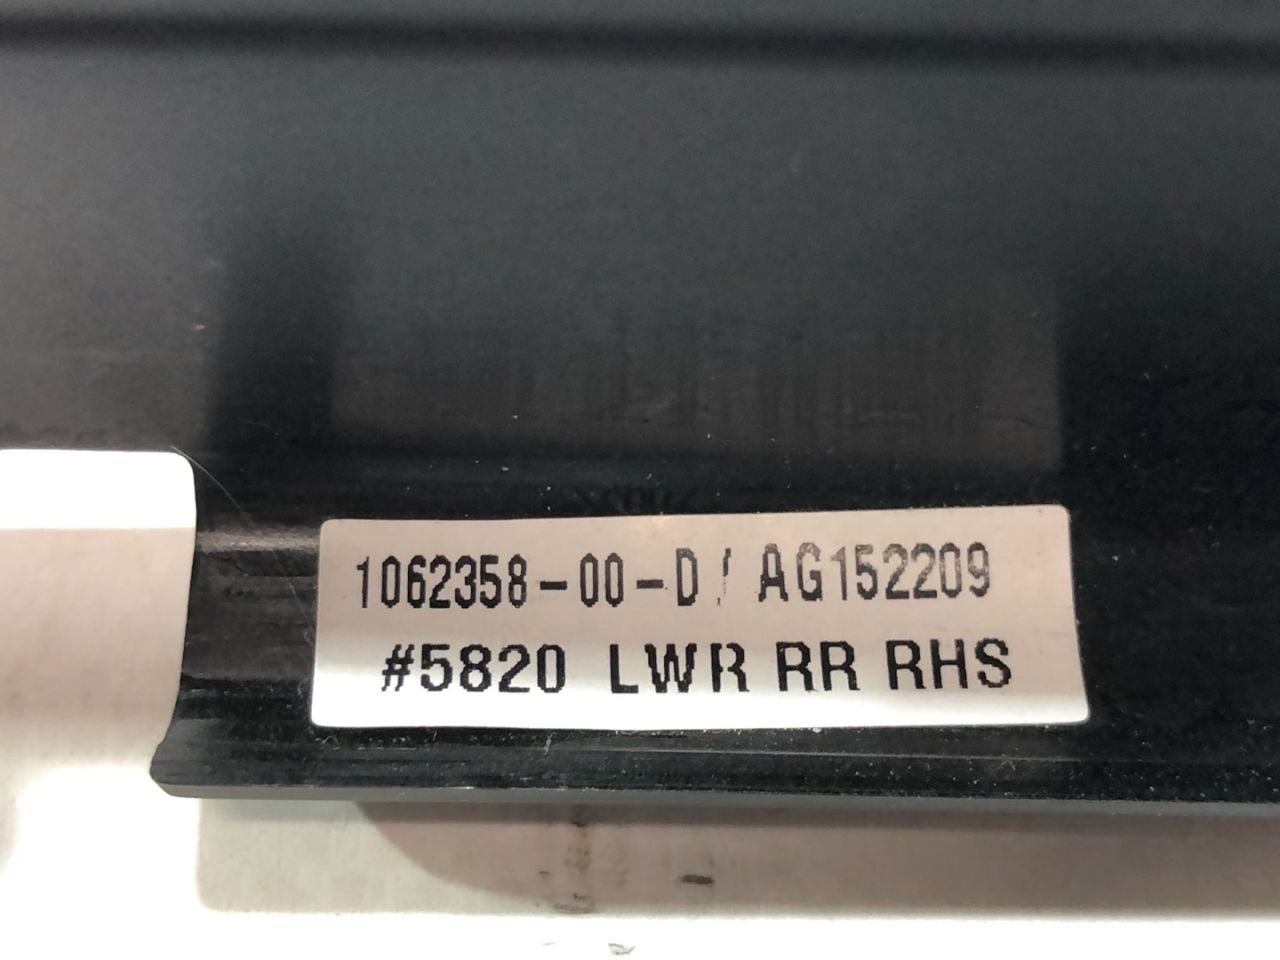 1062358-00-D / AG152209
#5820 LWR RR RHS